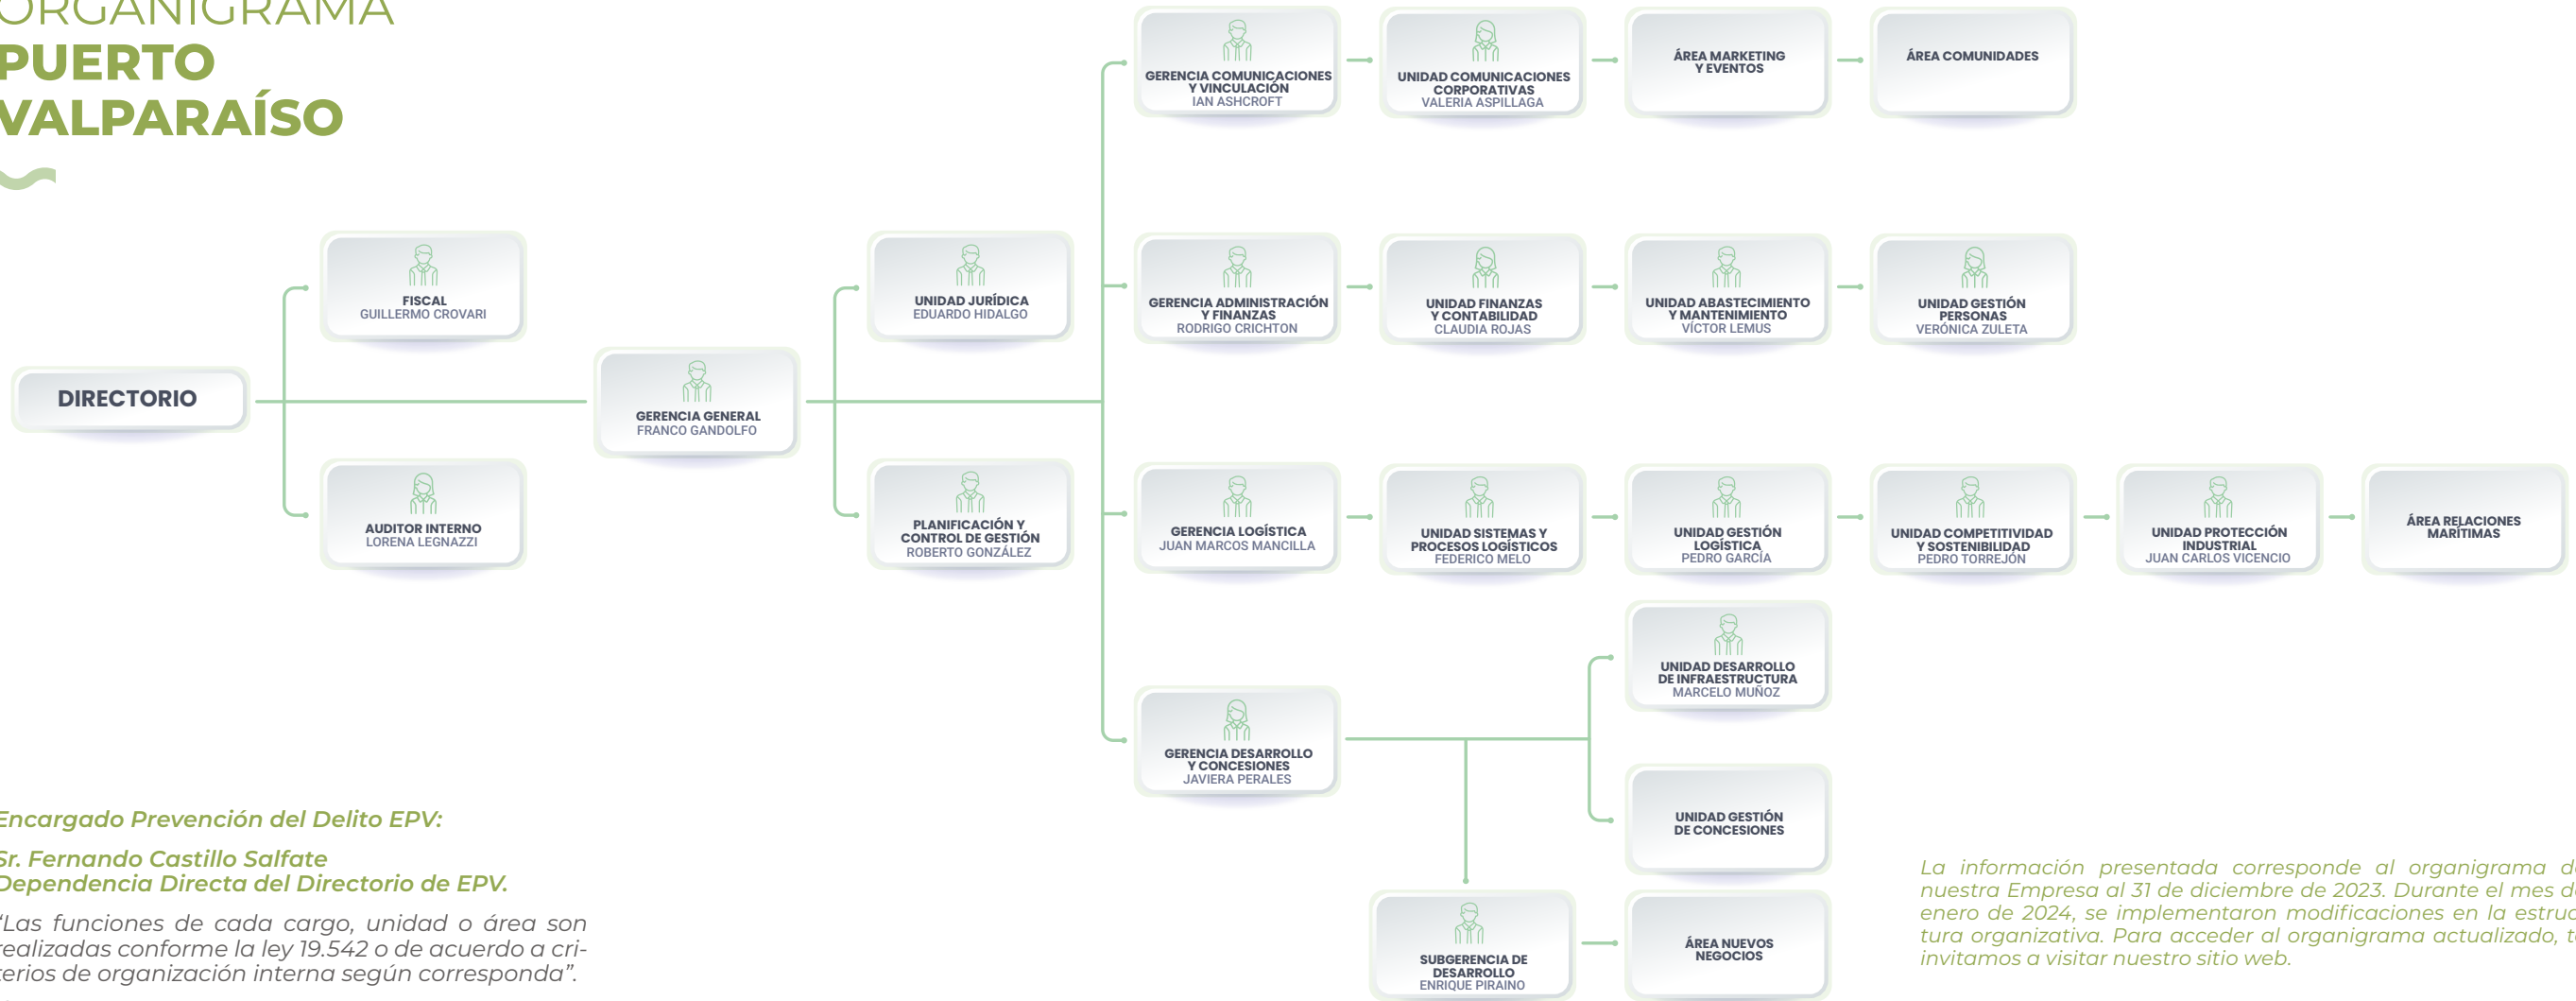 ORGANIGRAMA
PUERTO
VALPARAÍSO
DIRECTORIO
FISCAL
GUILLERMO CROVARI
AUDITOR INTERNO
LORENA LEGNAZZI
GERENCIA GENERAL
FRANCO GANDOLFO
UNIDAD JURÍDICA
EDUARDO HIDALGO
PLANIFICACIÓN Y
CONTROL DE GESTIÓN
ROBERTO GONZÁLEZ
GERENCIA COMUNICACIONES
Y VINCULACIÓN
IAN ASHCROFT
UNIDAD COMUNICACIONES
CORPORATIVAS
VALERIA ASPILLAGA
ÁREA MARKETING
Y EVENTOS
ÁREA COMUNIDADES
GERENCIA ADMINISTRACIÓN
Y FINANZAS
RODRIGO CRICHTON
UNIDAD FINANZAS
Y CONTABILIDAD
CLAUDIA ROJAS
UNIDAD ABASTECIMIENTO
Y MANTENIMIENTO
VÍCTOR LEMUS
UNIDAD GESTIÓN
PERSONAS
VERÓNICA ZULETA
GERENCIA LOGÍSTICA
JUAN MARCOS MANCILLA
UNIDAD SISTEMAS Y
PROCESOS LOGÍSTICOS
FEDERICO MELO
UNIDAD GESTIÓN
LOGÍSTICA
PEDRO GARCÍA
UNIDAD COMPETITIVIDAD
Y SOSTENIBILIDAD
PEDRO TORREJÓN
UNIDAD PROTECCIÓN
INDUSTRIAL
JUAN CARLOS VICENCIO
ÁREA RELACIONES
MARÍTIMAS
GERENCIA DESARROLLO
Y CONCESIONES
JAVIERA PERALES
UNIDAD DESARROLLO
DE INFRAESTRUCTURA
MARCELO MUÑOZ
UNIDAD GESTIÓN
DE CONCESIONES
SUBGERENCIA DE
DESARROLLO
ENRIQUE PIRAINO
ÁREA NUEVOS
NEGOCIOS
Encargado Prevención del Delito EPV:
Sr. Fernando Castillo Salfate
Dependencia Directa del Directorio de EPV.
“Las funciones de cada cargo, unidad o área son
realizadas conforme la ley 19.542 o de acuerdo a cri-
terios de organización interna según corresponda”.
La información presentada corresponde al organigrama de
nuestra Empresa al 31 de diciembre de 2023. Durante el mes de
enero de 2024, se implementaron modificaciones en la estruc
tura organizativa. Para acceder al organigrama actualizado, te
invitamos a visitar nuestro sitio web.